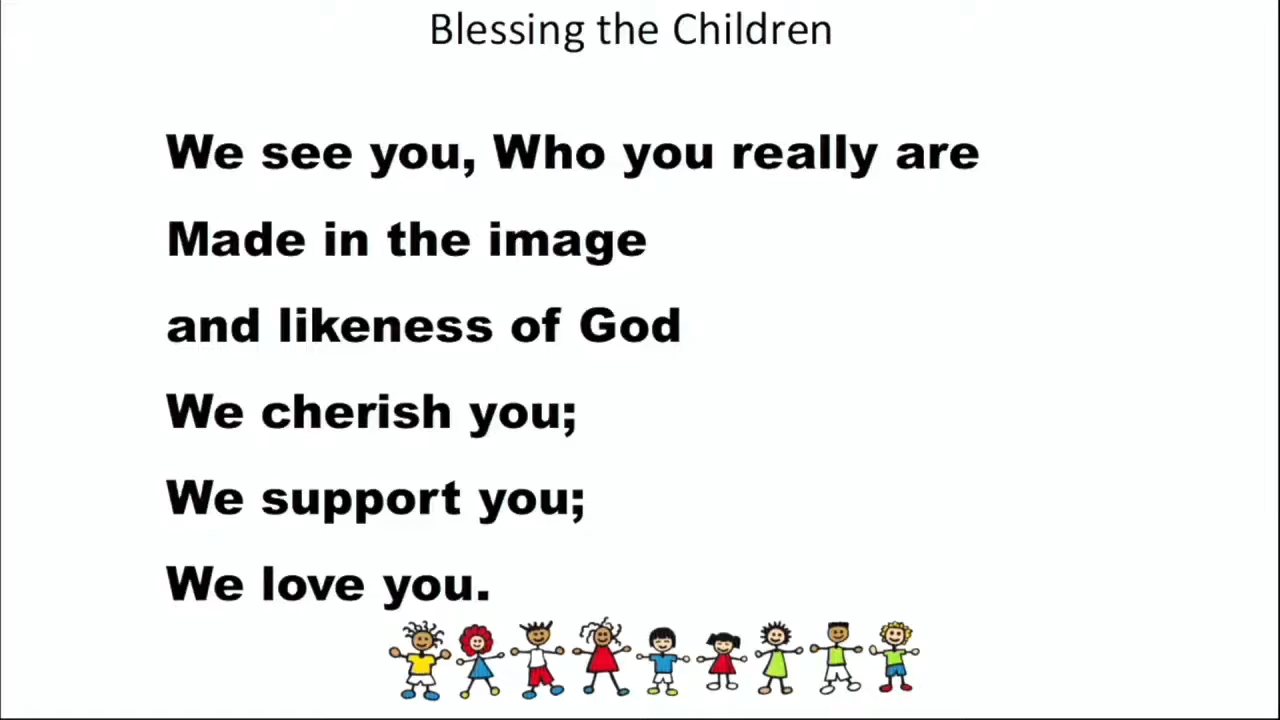 Blessing the Children
We see you, Who you really are
Made in the image
and likeness of God
We cherish you;
We support you;
We love you.